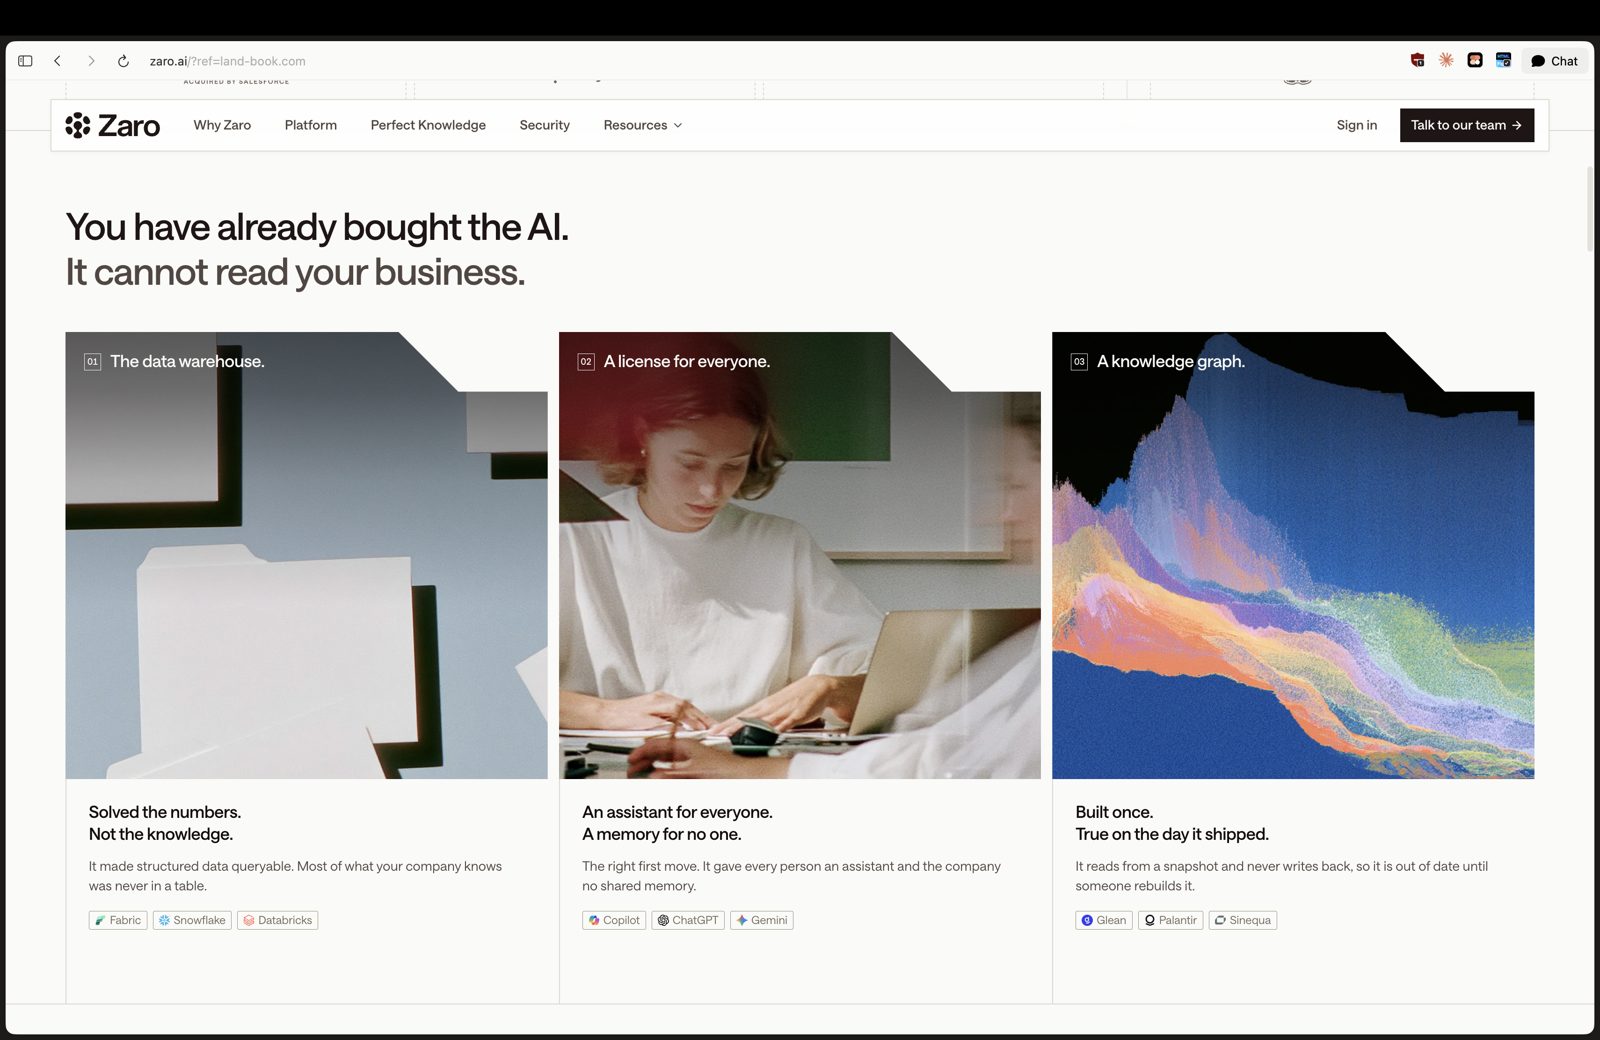 zaro.ai/?ref=land-book.com
Chat
ACQUIRED BY SALESFORCE
Zaro
Why Zaro
Platform
Perfect Knowledge
Security
Resources
Sign in
Talk to our team →
You have already bought the AI.
It cannot read your business.
01 The data warehouse.
Solved the numbers.
Not the knowledge.
It made structured data queryable. Most of what your company knows
was never in a table.
Fabric
Snowflake
Databricks
02 A license for everyone.
An assistant for everyone.
A memory for no one.
The right first move. It gave every person an assistant and the company
no shared memory.
Copilot
ChatGPT
Gemini
03 A knowledge graph.
Built once.
True on the day it shipped.
It reads from a snapshot and never writes back, so it is out of date until
someone rebuilds it.
Glean
Palantir
Sinequa